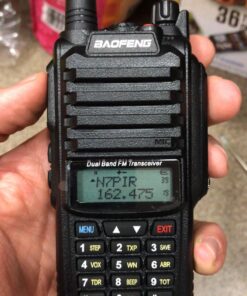 361
BAOFENG
MIC
Dual Band FM Transceiver
N
N7PIR
162.475
MENU ▲ ▼ EXIT
1 STEP 2 TXP 3 SAVE
4 VOX 5 WN 6 ABR
7 TDR 8 BEEP 9 TOT